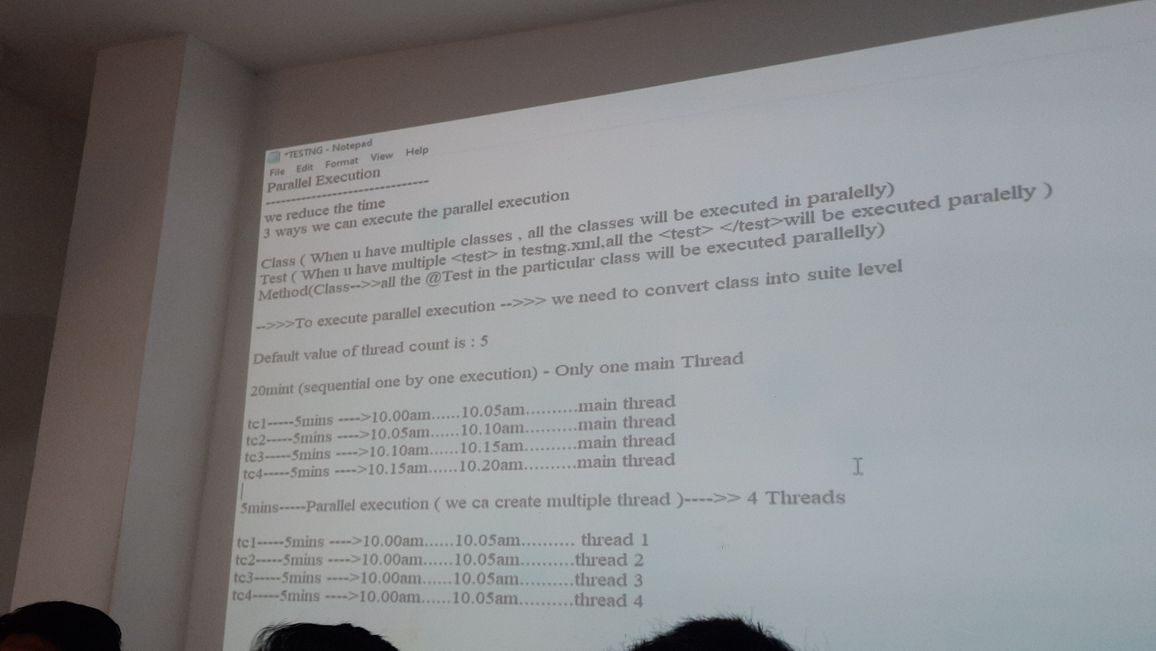 *TESTNG - Notepad
File Edit Format View Help
Parallel Execution
------------------------------
we reduce the time
3 ways we can execute the parallel execution
Class ( When u have multiple classes , all the classes will be executed in paralelly)
Test ( When u have multiple <test> in testng.xml,all the <test> </test>will be executed paralelly )
Method(Class-->>all the @Test in the particular class will be executed parallelly)
-->>>To execute parallel execution -->>> we need to convert class into suite level
Default value of thread count is : 5
20mint (sequential one by one execution) - Only one main Thread
tc1-----5mins ---->10.00am......10.05am..........main thread
tc2-----5mins ---->10.05am......10.10am..........main thread
tc3-----5mins ---->10.10am......10.15am..........main thread
tc4-----5mins ---->10.15am......10.20am..........main thread
5mins-----Parallel execution ( we ca create multiple thread )---->> 4 Threads
tc1-----5mins ---->10.00am......10.05am.......... thread 1
tc2-----5mins ---->10.00am......10.05am..........thread 2
tc3-----5mins ---->10.00am......10.05am..........thread 3
tc4-----5mins ---->10.00am......10.05am..........thread 4